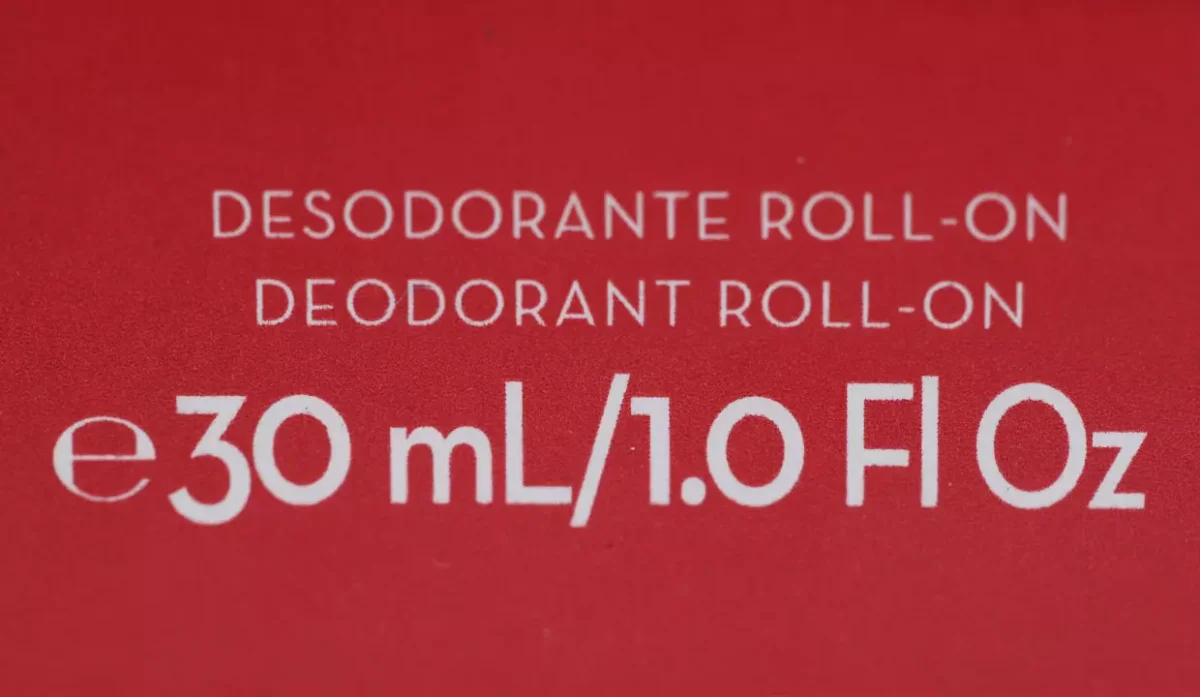 DESODORANTE ROLL-ON
DEODORANT ROLL-ON
℮30 mL/1.0 Fl Oz